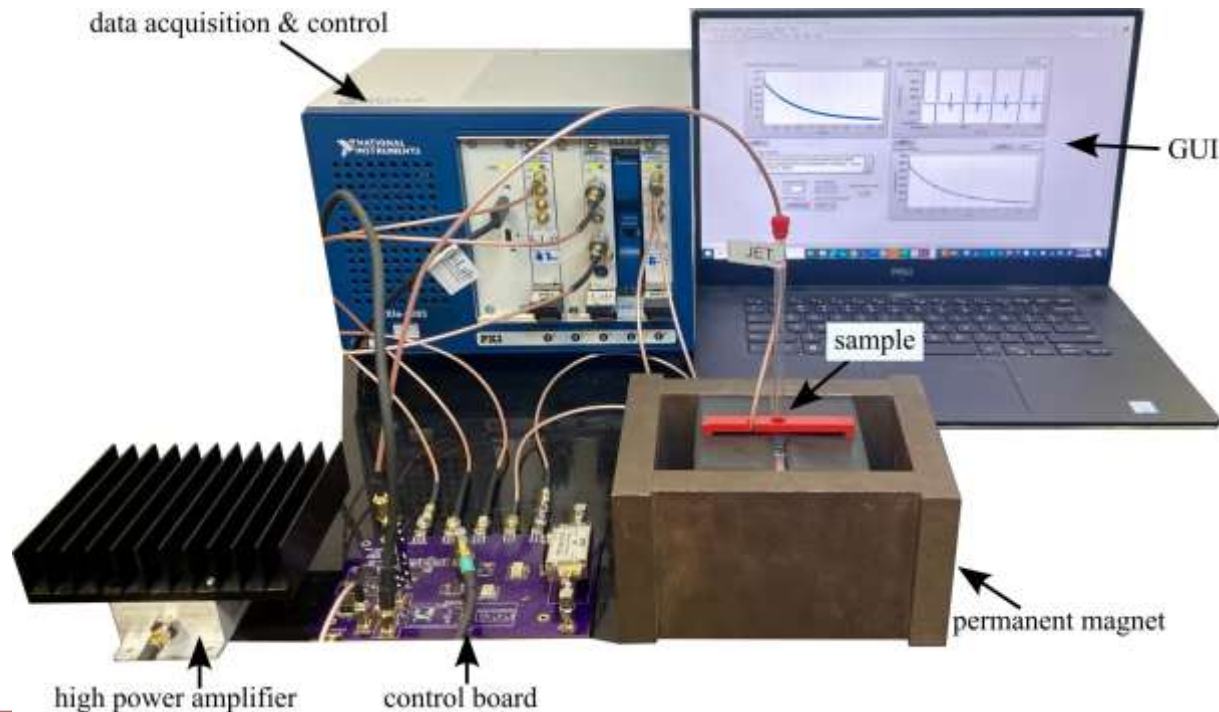 data acquisition & control
NATIONAL
INSTRUMENTS
GUI
JET
DELL
sample
PXI
permanent magnet
high power amplifier
control board